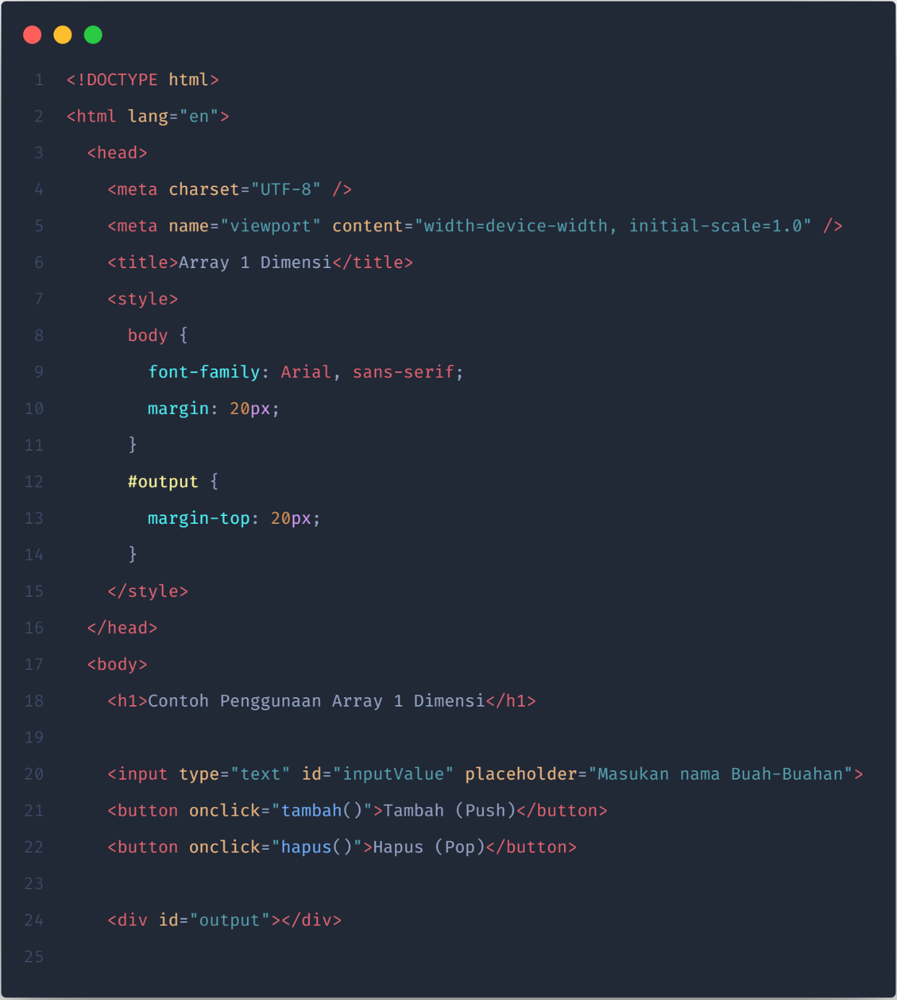 1 <!DOCTYPE html>
2 <html lang="en">
3 <head>
4 <meta charset="UTF-8" />
5 <meta name="viewport" content="width=device-width, initial-scale=1.0" />
6 <title>Array 1 Dimensi</title>
7 <style>
8 body {
9 font-family: Arial, sans-serif;
10 margin: 20px;
11 }
12 #output {
13 margin-top: 20px;
14 }
15 </style>
16 </head>
17 <body>
18 <h1>Contoh Penggunaan Array 1 Dimensi</h1>
19
20 <input type="text" id="inputValue" placeholder="Masukan nama Buah-Buahan">
21 <button onclick="tambah()">Tambah (Push)</button>
22 <button onclick="hapus()">Hapus (Pop)</button>
23
24 <div id="output"></div>
25